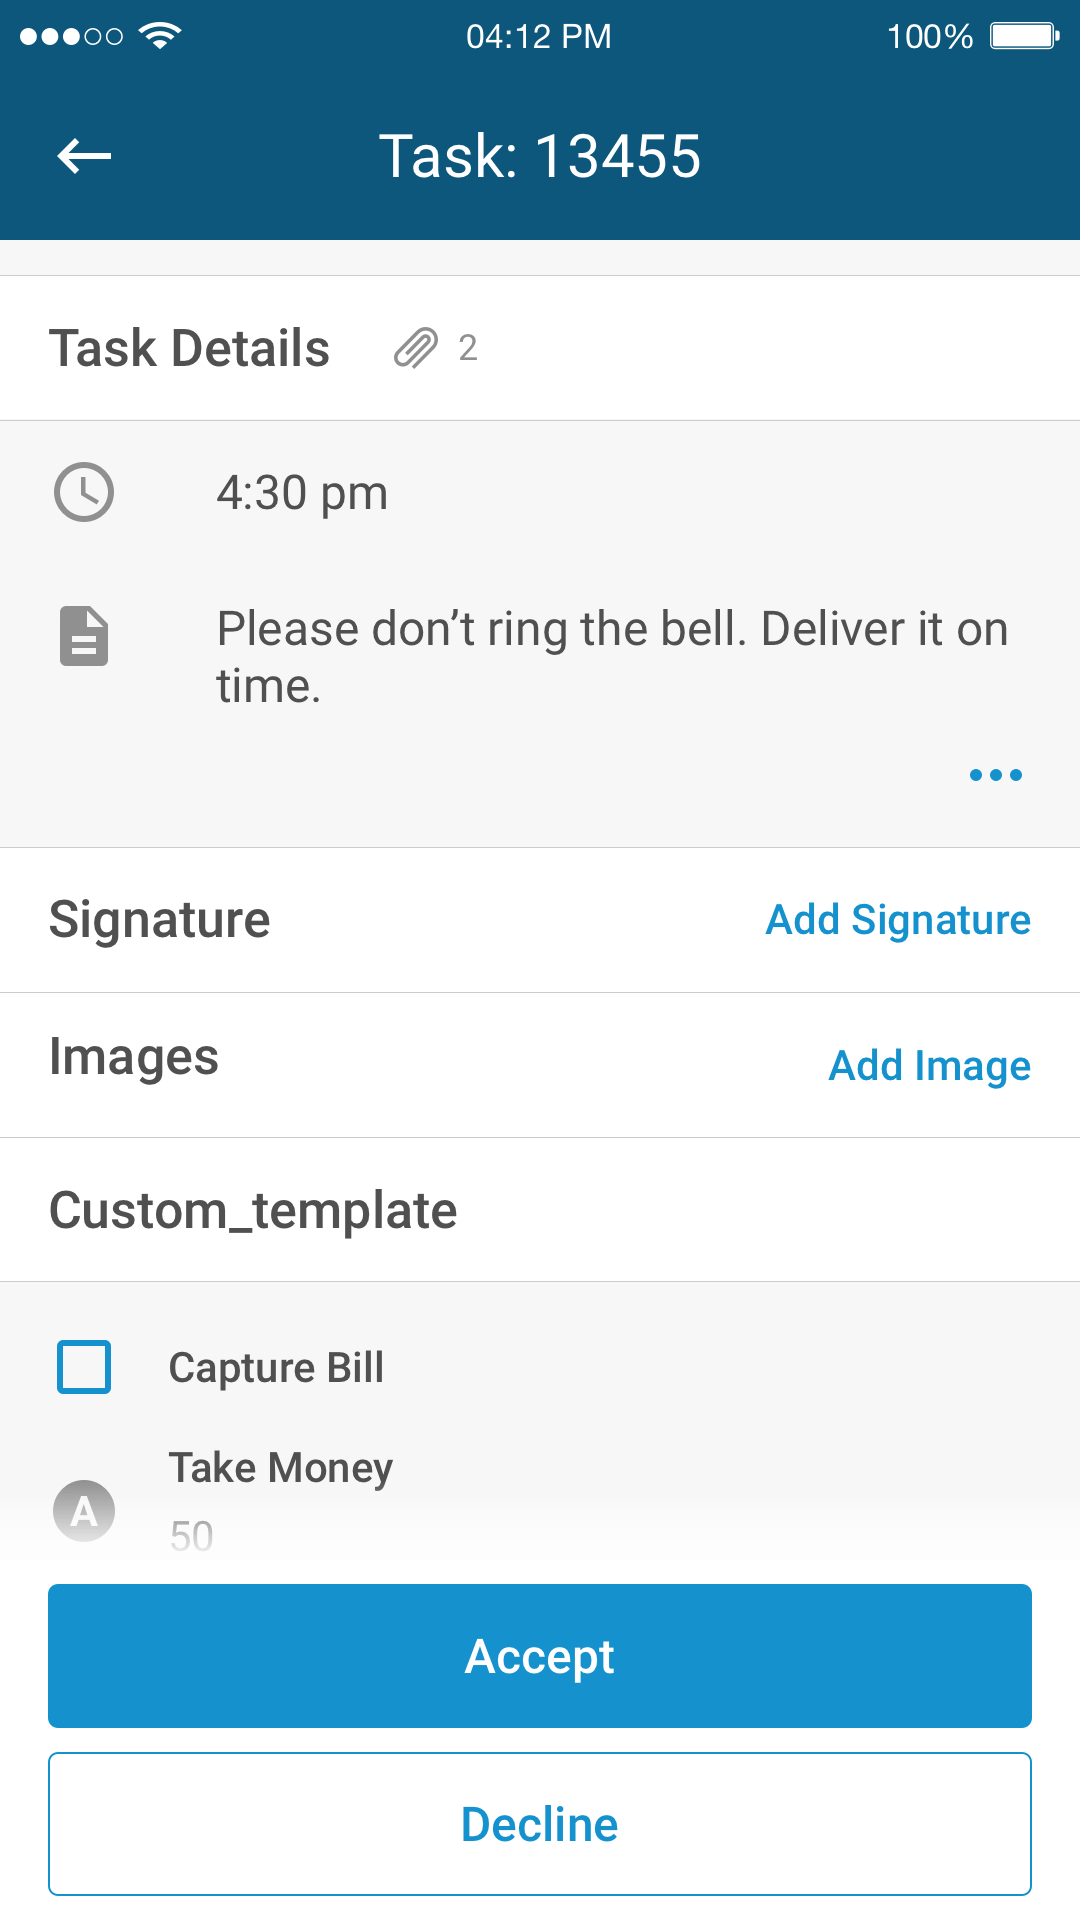 04:12 PM 100%
Task: 13455
Task Details 2
4:30 pm
Please don’t ring the bell. Deliver it on
time.
Signature Add Signature
Images Add Image
Custom_template
Capture Bill
Take Money
A
50
Accept
Decline